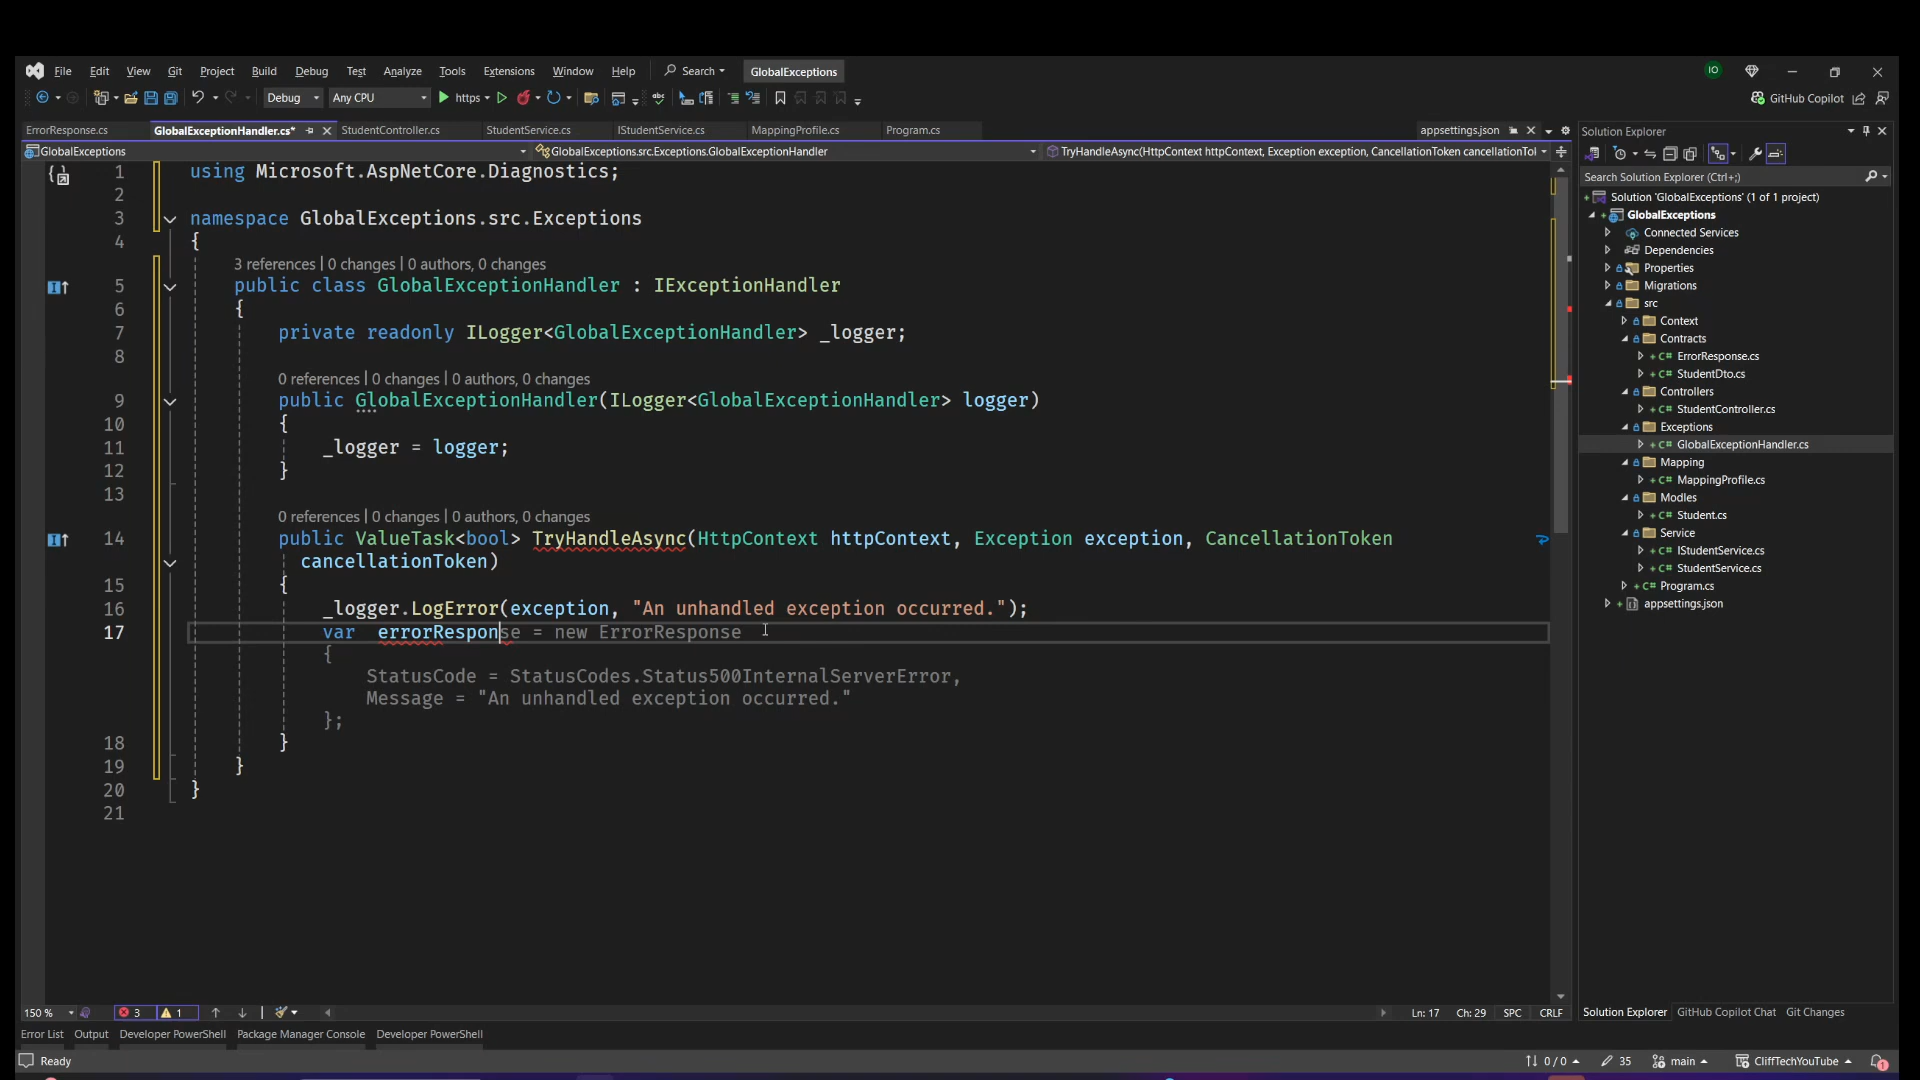 File Edit View Git Project Build Debug Test Analyze Tools Extensions Window Help Search GlobalExceptions IO
Debug Any CPU https GitHub Copilot
ErrorResponse.cs GlobalExceptionHandler.cs* StudentController.cs StudentService.cs IStudentService.cs MappingProfile.cs Program.cs appsettings.json
GlobalExceptions GlobalExceptions.src.Exceptions.GlobalExceptionHandler TryHandleAsync(HttpContext httpContext, Exception exception, CancellationToken cancellationTol
1 using Microsoft.AspNetCore.Diagnostics;
2
3 namespace GlobalExceptions.src.Exceptions
4 {
3 references | 0 changes | 0 authors, 0 changes
5 public class GlobalExceptionHandler : IExceptionHandler
6 {
7 private readonly ILogger<GlobalExceptionHandler> _logger;
8
0 references | 0 changes | 0 authors, 0 changes
9 public GlobalExceptionHandler(ILogger<GlobalExceptionHandler> logger)
10 {
11 _logger = logger;
12 }
13
0 references | 0 changes | 0 authors, 0 changes
14 public ValueTask<bool> TryHandleAsync(HttpContext httpContext, Exception exception, CancellationToken
cancellationToken)
15 {
16 _logger.LogError(exception, "An unhandled exception occurred.");
17 var  errorResponse = new ErrorResponse
{
StatusCode = StatusCodes.Status500InternalServerError,
Message = "An unhandled exception occurred."
};
18 }
19 }
20 }
21
Solution Explorer
Search Solution Explorer (Ctrl+;)
Solution 'GlobalExceptions' (1 of 1 project)
GlobalExceptions
Connected Services
Dependencies
Properties
Migrations
src
Context
Contracts
C# ErrorResponse.cs
C# StudentDto.cs
Controllers
C# StudentController.cs
Exceptions
C# GlobalExceptionHandler.cs
Mapping
C# MappingProfile.cs
Modles
C# Student.cs
Service
C# IStudentService.cs
C# StudentService.cs
C# Program.cs
appsettings.json
150 % 3 1 Ln: 17 Ch: 29 SPC CRLF
Solution Explorer GitHub Copilot Chat Git Changes
Error List Output Developer PowerShell Package Manager Console Developer PowerShell
Ready 0 / 0 35 main CliffTechYouTube 1